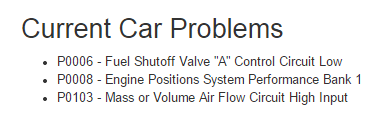 Current Car Problems
P0006 - Fuel Shutoff Valve "A" Control Circuit Low
P0008 - Engine Positions System Performance Bank 1
P0103 - Mass or Volume Air Flow Circuit High Input